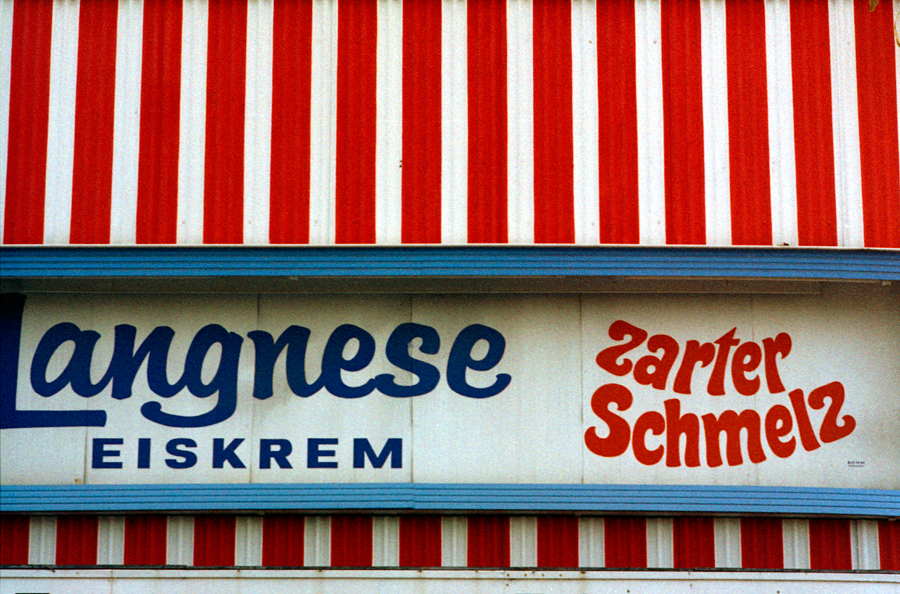 Langnese
EISKREM
zarter
Schmelz